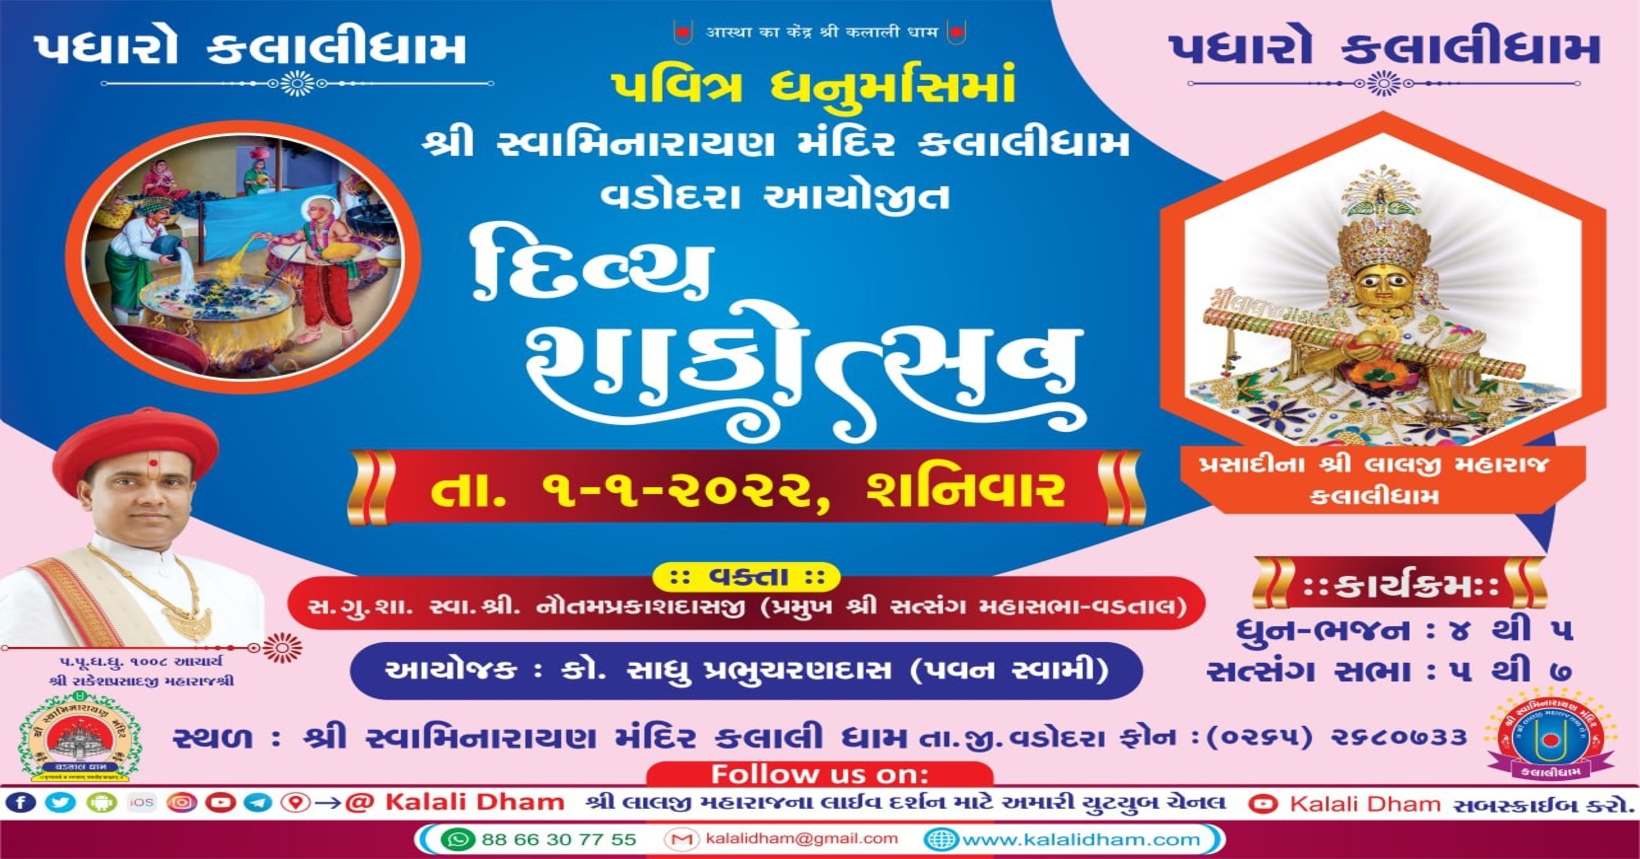 પધારો કલાલીધામ
आस्था का केंद्र श्री कलाली धाम
પધારો કલાલીધામ
પવિત્ર ધનુર્માસમાં
શ્રી સ્વામિનારાયણ મંદિર કલાલીધામ
વડોદરા આયોજીત
દિવ્ય
શાકોત્સવ
તા. ૧-૧-૨૦૨૨, શનિવાર
પ્રસાદીના શ્રી લાલજી મહારાજ
કલાલીધામ
:: વક્તા ::
સ.ગુ.શા. સ્વા.શ્રી. નૌતમપ્રકાશદાસજી (પ્રમુખ શ્રી સત્સંગ મહાસભા-વડતાલ)
::કાર્યક્રમ::
ધુન-ભજન : ૪ થી ૫
સત્સંગ સભા : ૫ થી ૭
આયોજક : કો. સાધુ પ્રભુચરણદાસ (પવન સ્વામી)
પ.પૂ.ધ.ધુ. ૧૦૦૮ આચાર્ય
શ્રી રાકેશપ્રસાદજી મહારાજશ્રી
શ્રી સ્વામિનારાયણ મંદિર
વડતાલ ધામ
સ્થળ : શ્રી સ્વામિનારાયણ મંદિર કલાલી ધામ તા.જી.વડોદરા ફોન :(૦૨૬૫) ૨૬૮૦૭૩૩
શ્રી સ્વામિનારાયણ મંદિર
કલાલીધામ
Follow us on:
iOS @ Kalali Dham શ્રી લાલજી મહારાજના લાઈવ દર્શન માટે અમારી યુટયુબ ચેનલ Kalali Dham સબસ્ક્રાઈબ કરો.
88 66 30 77 55 kalalidham@gmail.com www.kalalidham.com